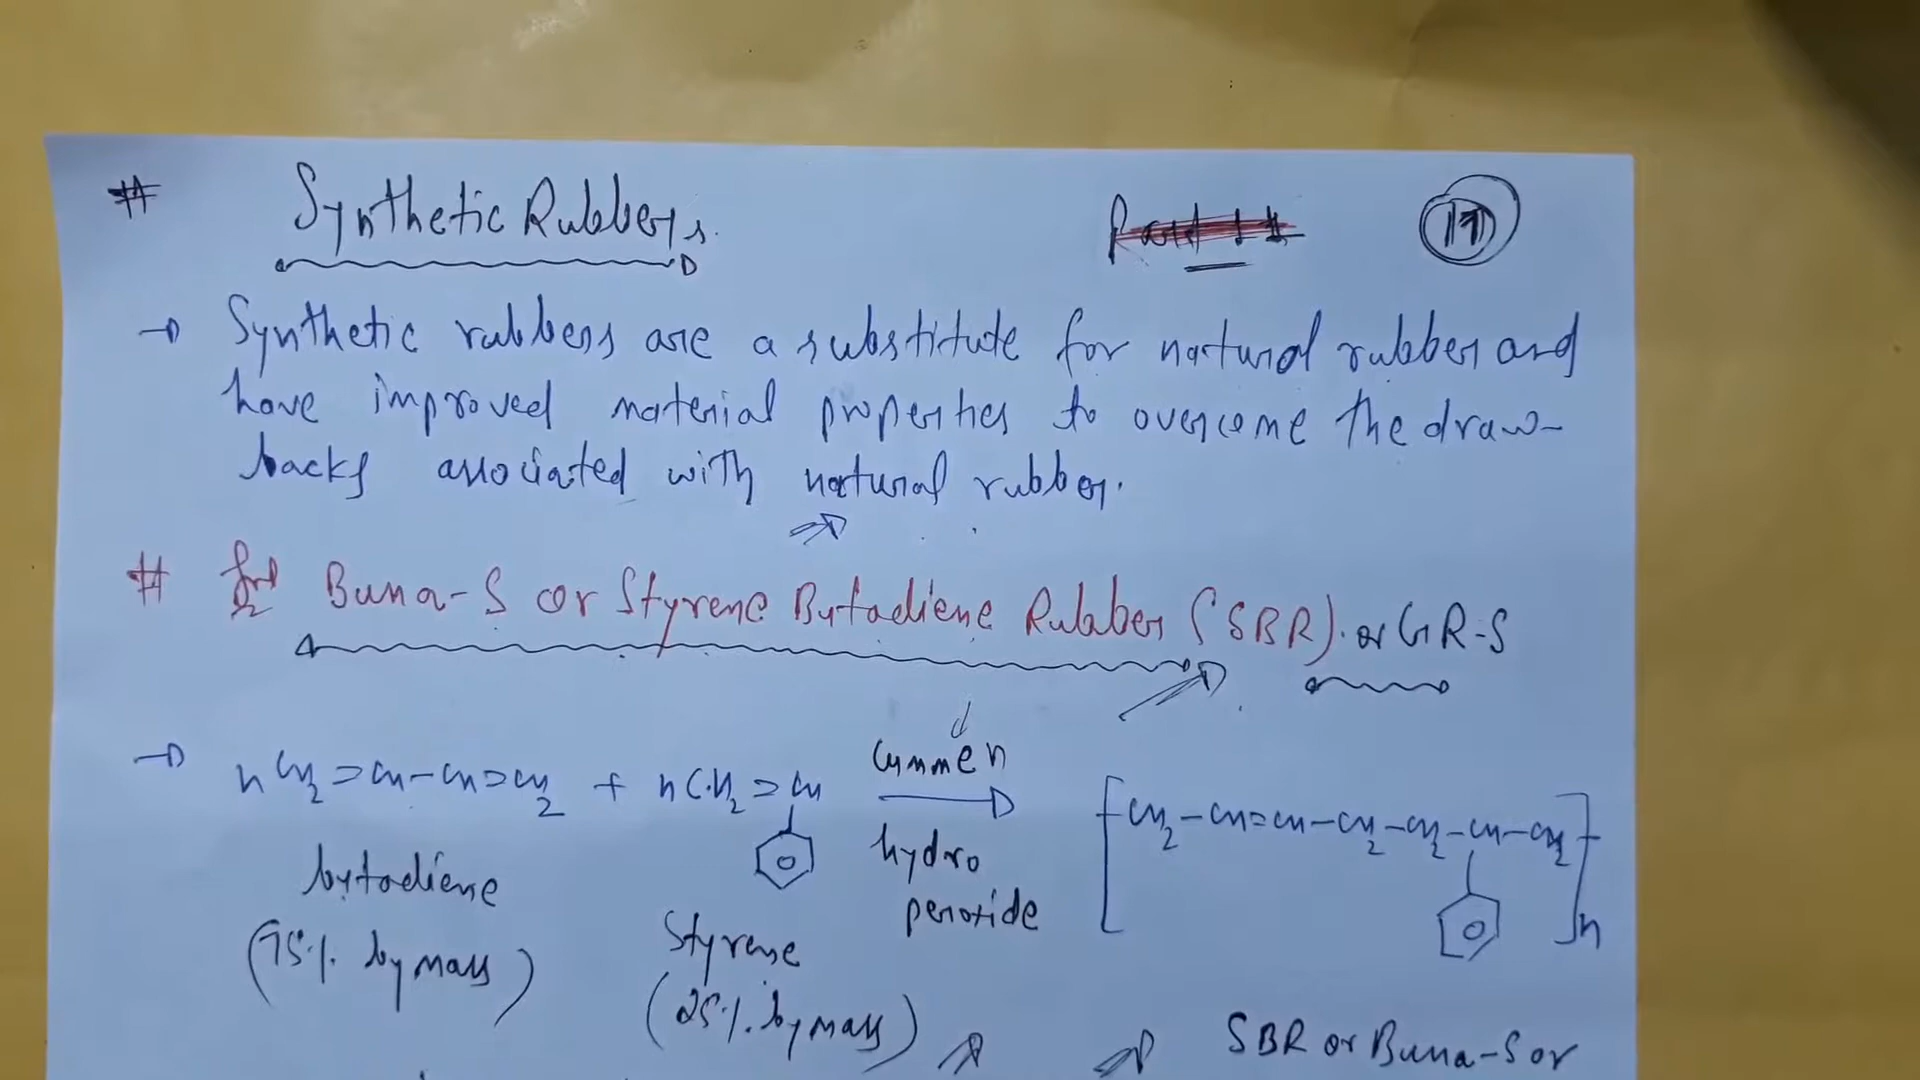 # Synthetic Rubbers.
Part 11
17
→ Synthetic rubbers are a substitute for natural rubber and
have improved material properties to overcome the draw-
backs associated with natural rubber.
# Buna-S or Styrene Butadiene Rubber (SBR). or GR-S
→ nCH2=CH-CH=CH2 + nCH2=CH cummen hydro peroxide [CH2-CH=CH-CH2-CH2-CH-CH2]n
butadiene
(75% by mass)
Styrene
(25% by mass)
SBR or Buna-S or